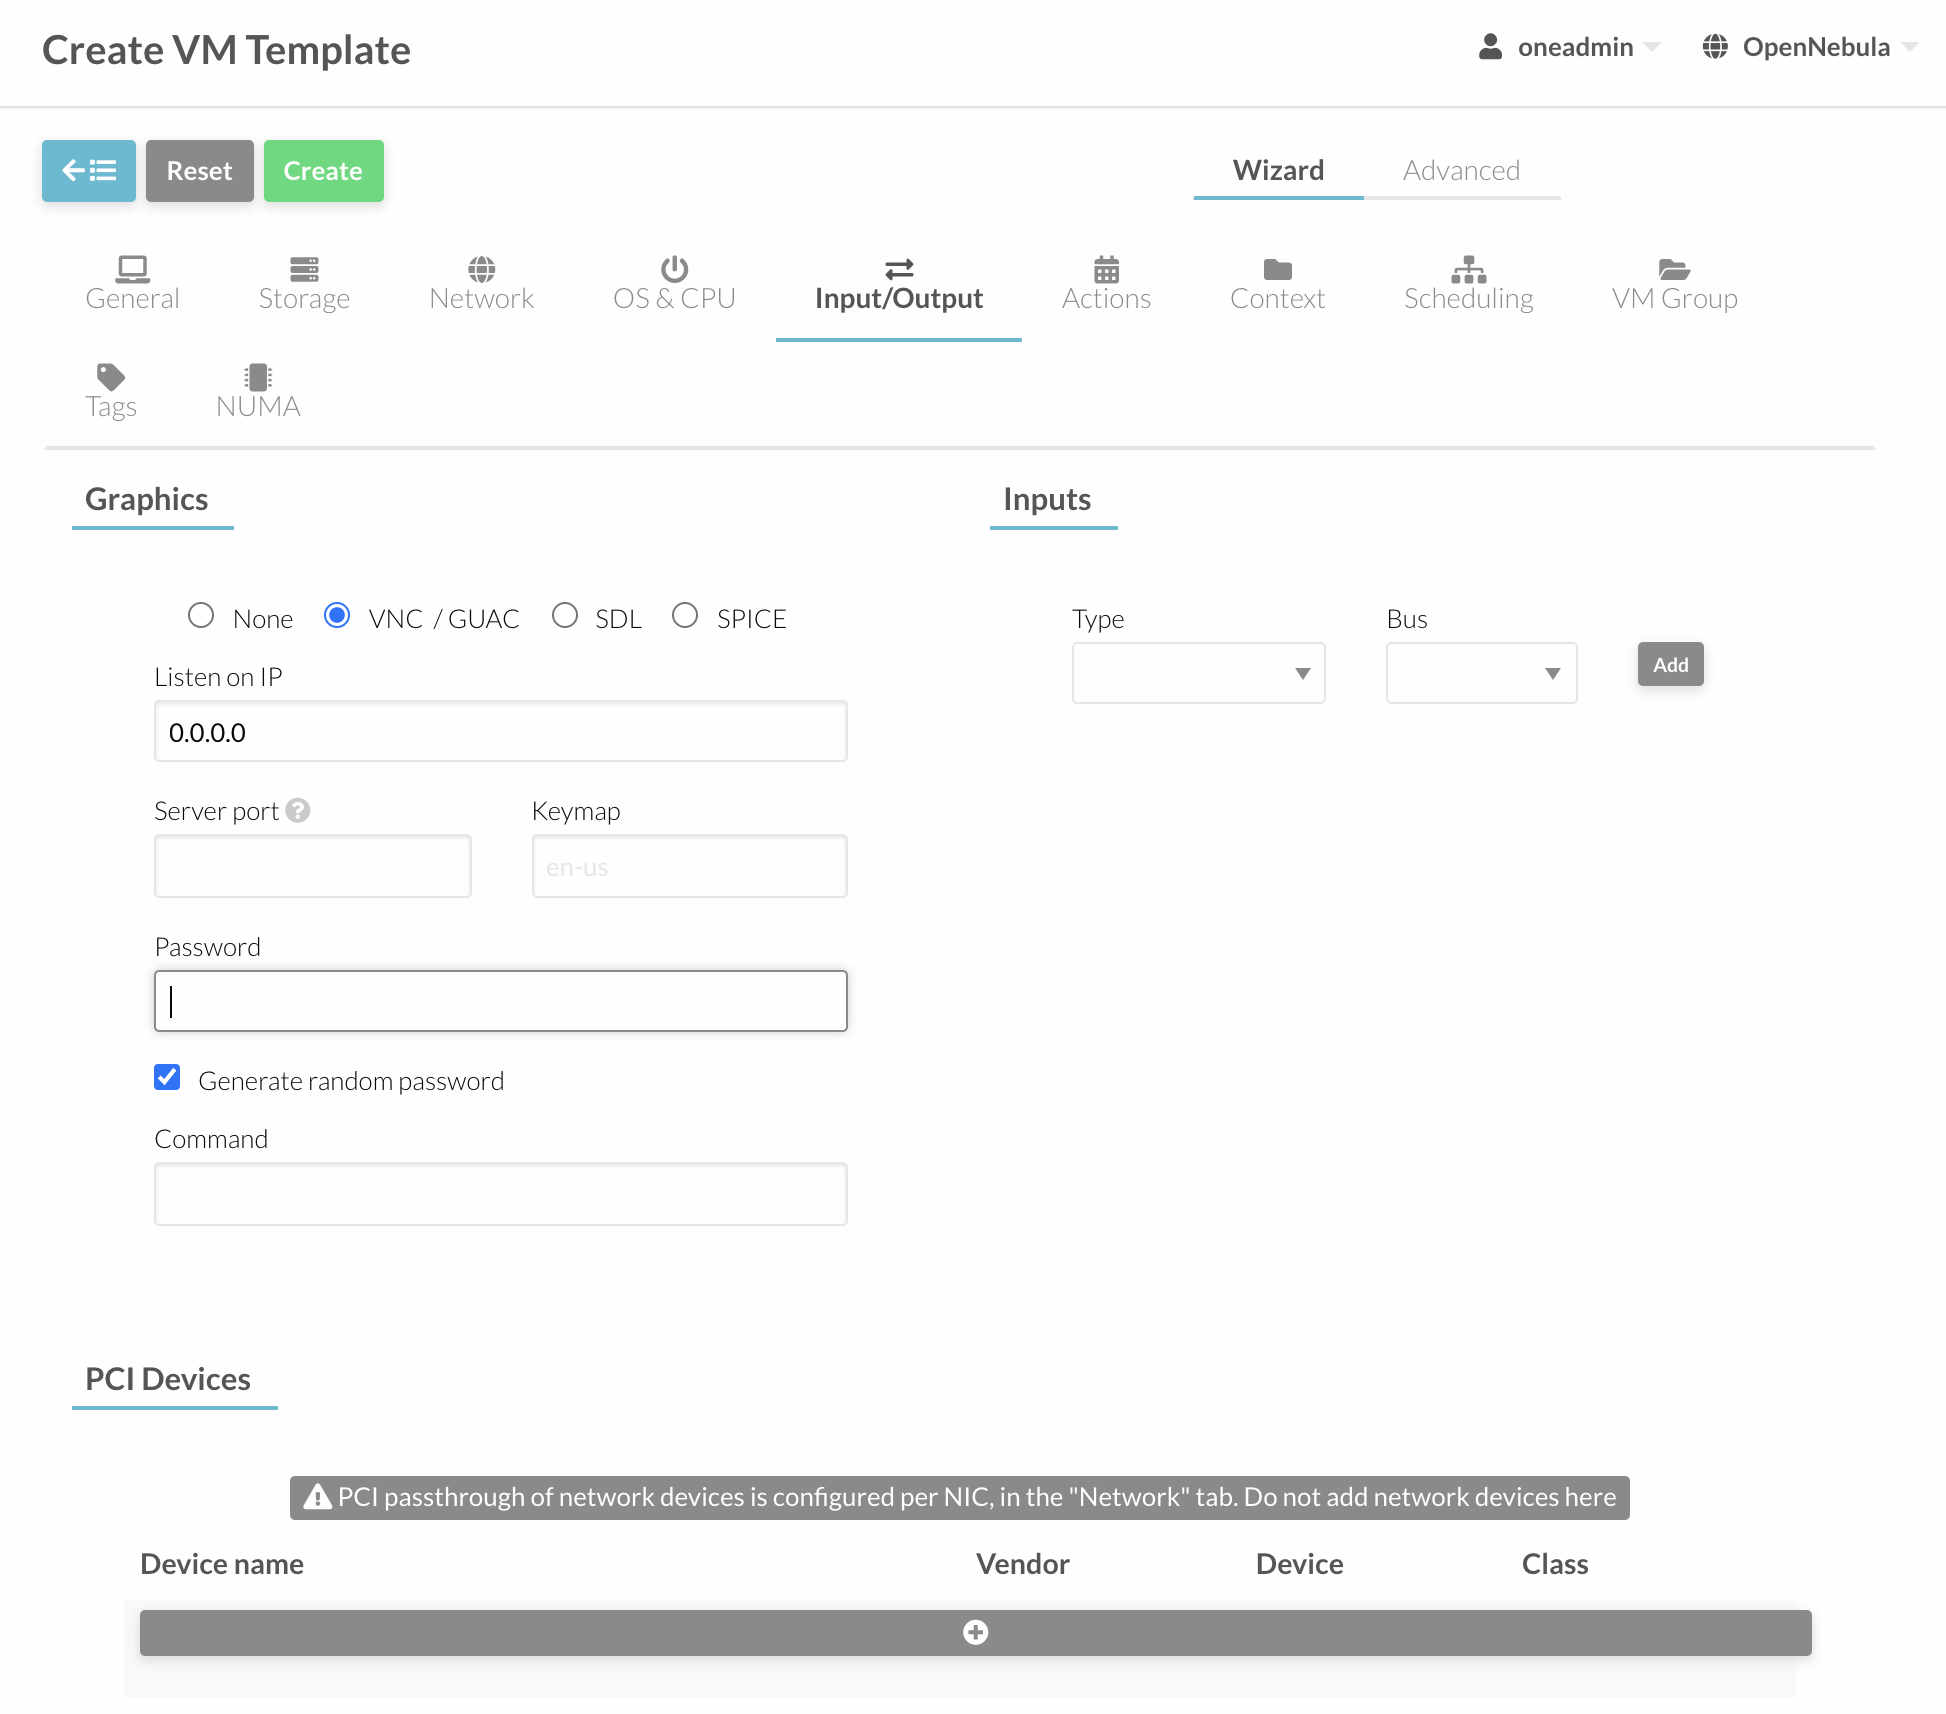 Create VM Template
oneadmin
OpenNebula
Reset
Create
Wizard
Advanced
General
Storage
Network
OS & CPU
Input/Output
Actions
Context
Scheduling
VM Group
Tags
NUMA
Graphics
Inputs
None
VNC / GUAC
SDL
SPICE
Type
Bus
Add
Listen on IP
0.0.0.0
Server port
Keymap
en-us
Password
Generate random password
Command
PCI Devices
PCI passthrough of network devices is configured per NIC, in the "Network" tab. Do not add network devices here
Device name
Vendor
Device
Class